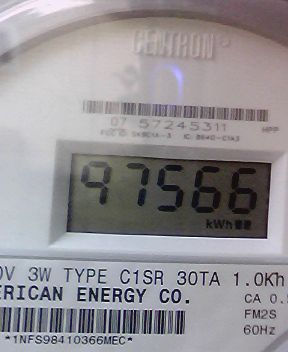 CENTRON®
07 57245311 HPP
97566
kWh
0V 3W TYPE C1SR 30TA 1.0Kh
ERICAN ENERGY CO.
CA 0.
FM2S
60Hz
*1NFS98410366MEC*